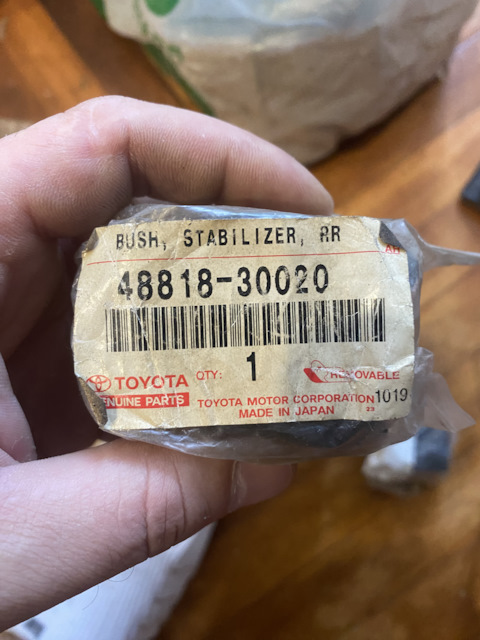 BUSH, STABILIZER, RR
48818-30020
TOYOTA
QTY: 1
REMOVABLE
GENUINE PARTS
TOYOTA MOTOR CORPORATION 1019
MADE IN JAPAN